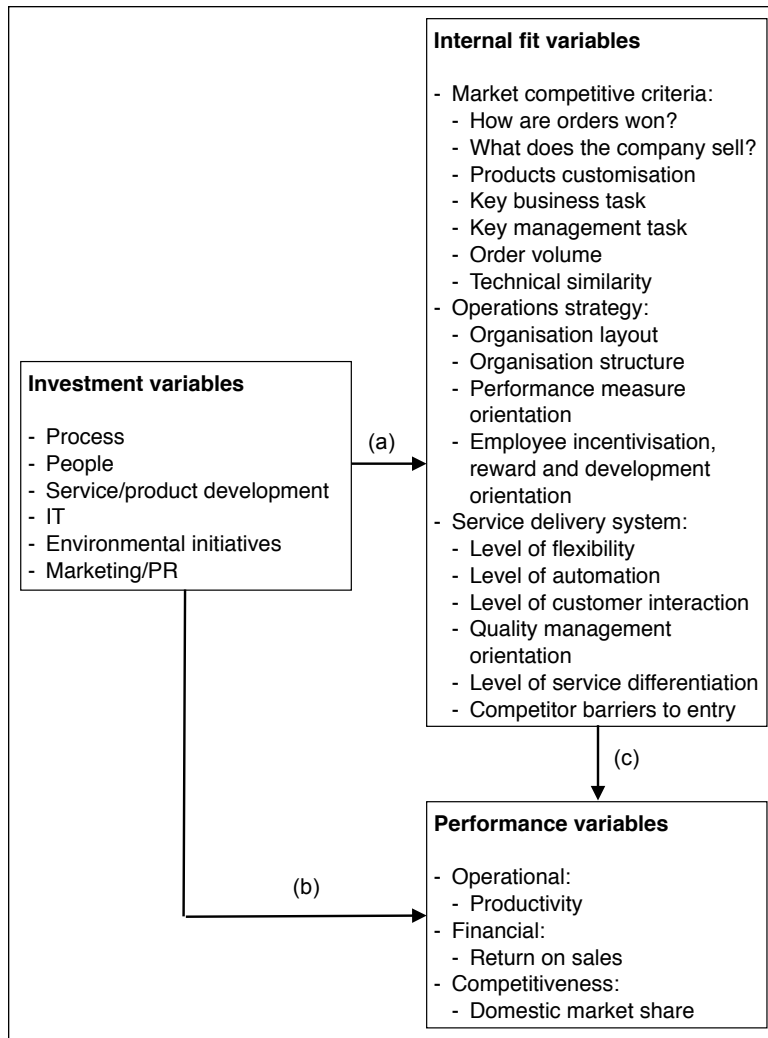 Internal fit variables
- Market competitive criteria:
- How are orders won?
- What does the company sell?
- Products customisation
- Key business task
- Key management task
- Order volume
- Technical similarity
- Operations strategy:
- Organisation layout
- Organisation structure
- Performance measure
orientation
- Employee incentivisation,
reward and development
orientation
- Service delivery system:
- Level of flexibility
- Level of automation
- Level of customer interaction
- Quality management
orientation
- Level of service differentiation
- Competitor barriers to entry
Investment variables
- Process
- People
- Service/product development
- IT
- Environmental initiatives
- Marketing/PR
(a)
(c)
(b)
Performance variables
- Operational:
- Productivity
- Financial:
- Return on sales
- Competitiveness:
- Domestic market share